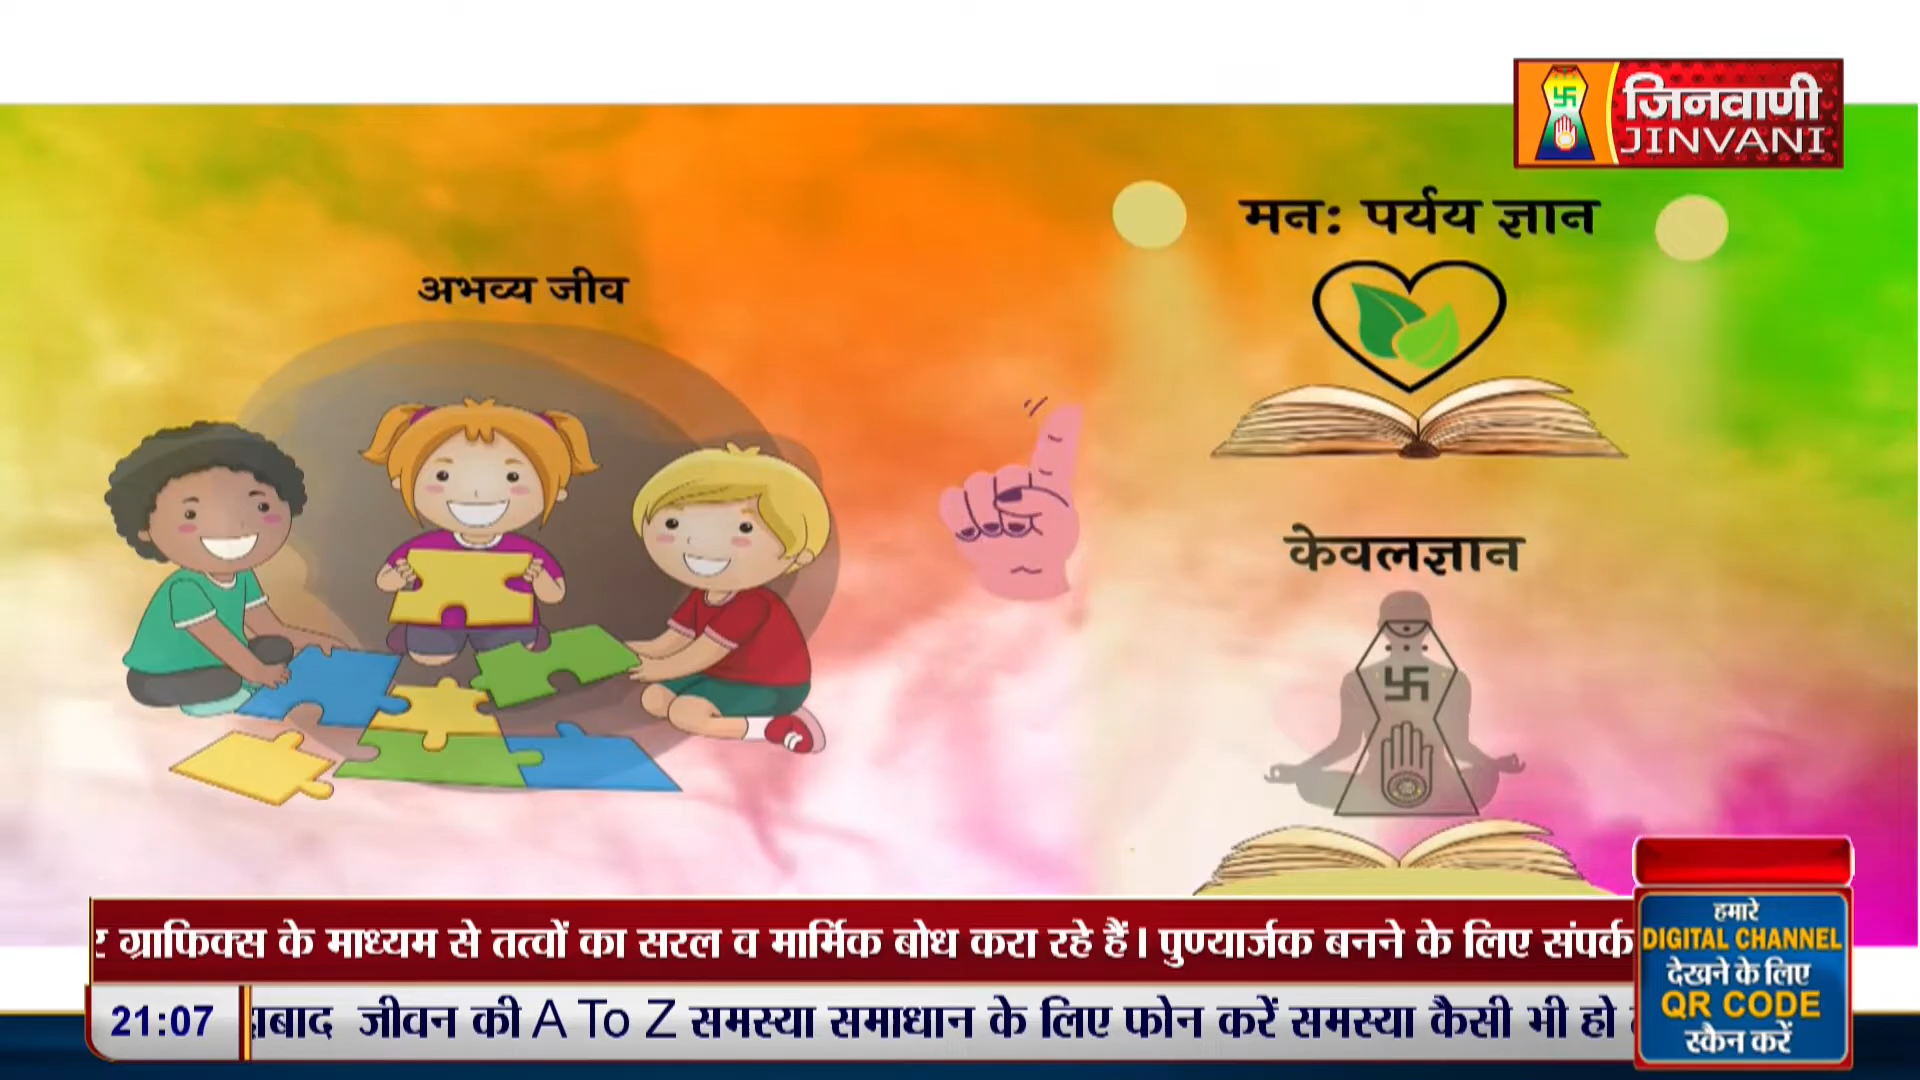 जिनवाणी
JINVANI
मनः पर्यय ज्ञान
अभव्य जीव
केवलज्ञान
ग्राफिक्स के माध्यम से तत्वों का सरल व मार्मिक बोध करा रहे हैं। पुण्यार्जक बनने के लिए संपर्क
21:07
जीवन की A To Z समस्या समाधान के लिए फोन करें समस्या कैसी भी हो
हमारे
DIGITAL CHANNEL
देखने के लिए
QR CODE
स्कैन करें